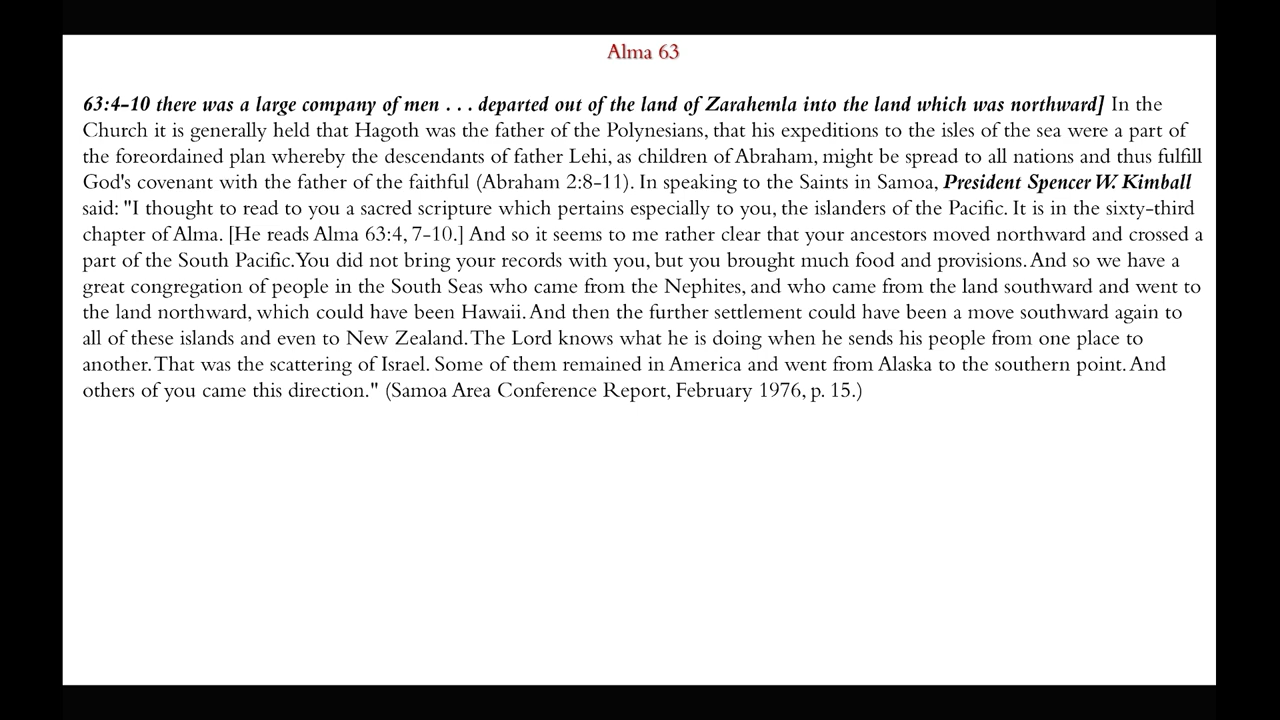 Alma 63
63:4-10 there was a large company of men . . . departed out of the land of Zarahemla into the land which was northward] In the
Church it is generally held that Hagoth was the father of the Polynesians, that his expeditions to the isles of the sea were a part of
the foreordained plan whereby the descendants of father Lehi, as children of Abraham, might be spread to all nations and thus fulfill
God's covenant with the father of the faithful (Abraham 2:8-11). In speaking to the Saints in Samoa, President Spencer W. Kimball
said: "I thought to read to you a sacred scripture which pertains especially to you, the islanders of the Pacific. It is in the sixty-third
chapter of Alma. [He reads Alma 63:4, 7-10.] And so it seems to me rather clear that your ancestors moved northward and crossed a
part of the South Pacific. You did not bring your records with you, but you brought much food and provisions. And so we have a
great congregation of people in the South Seas who came from the Nephites, and who came from the land southward and went to
the land northward, which could have been Hawaii. And then the further settlement could have been a move southward again to
all of these islands and even to New Zealand. The Lord knows what he is doing when he sends his people from one place to
another. That was the scattering of Israel. Some of them remained in America and went from Alaska to the southern point. And
others of you came this direction." (Samoa Area Conference Report, February 1976, p. 15.)